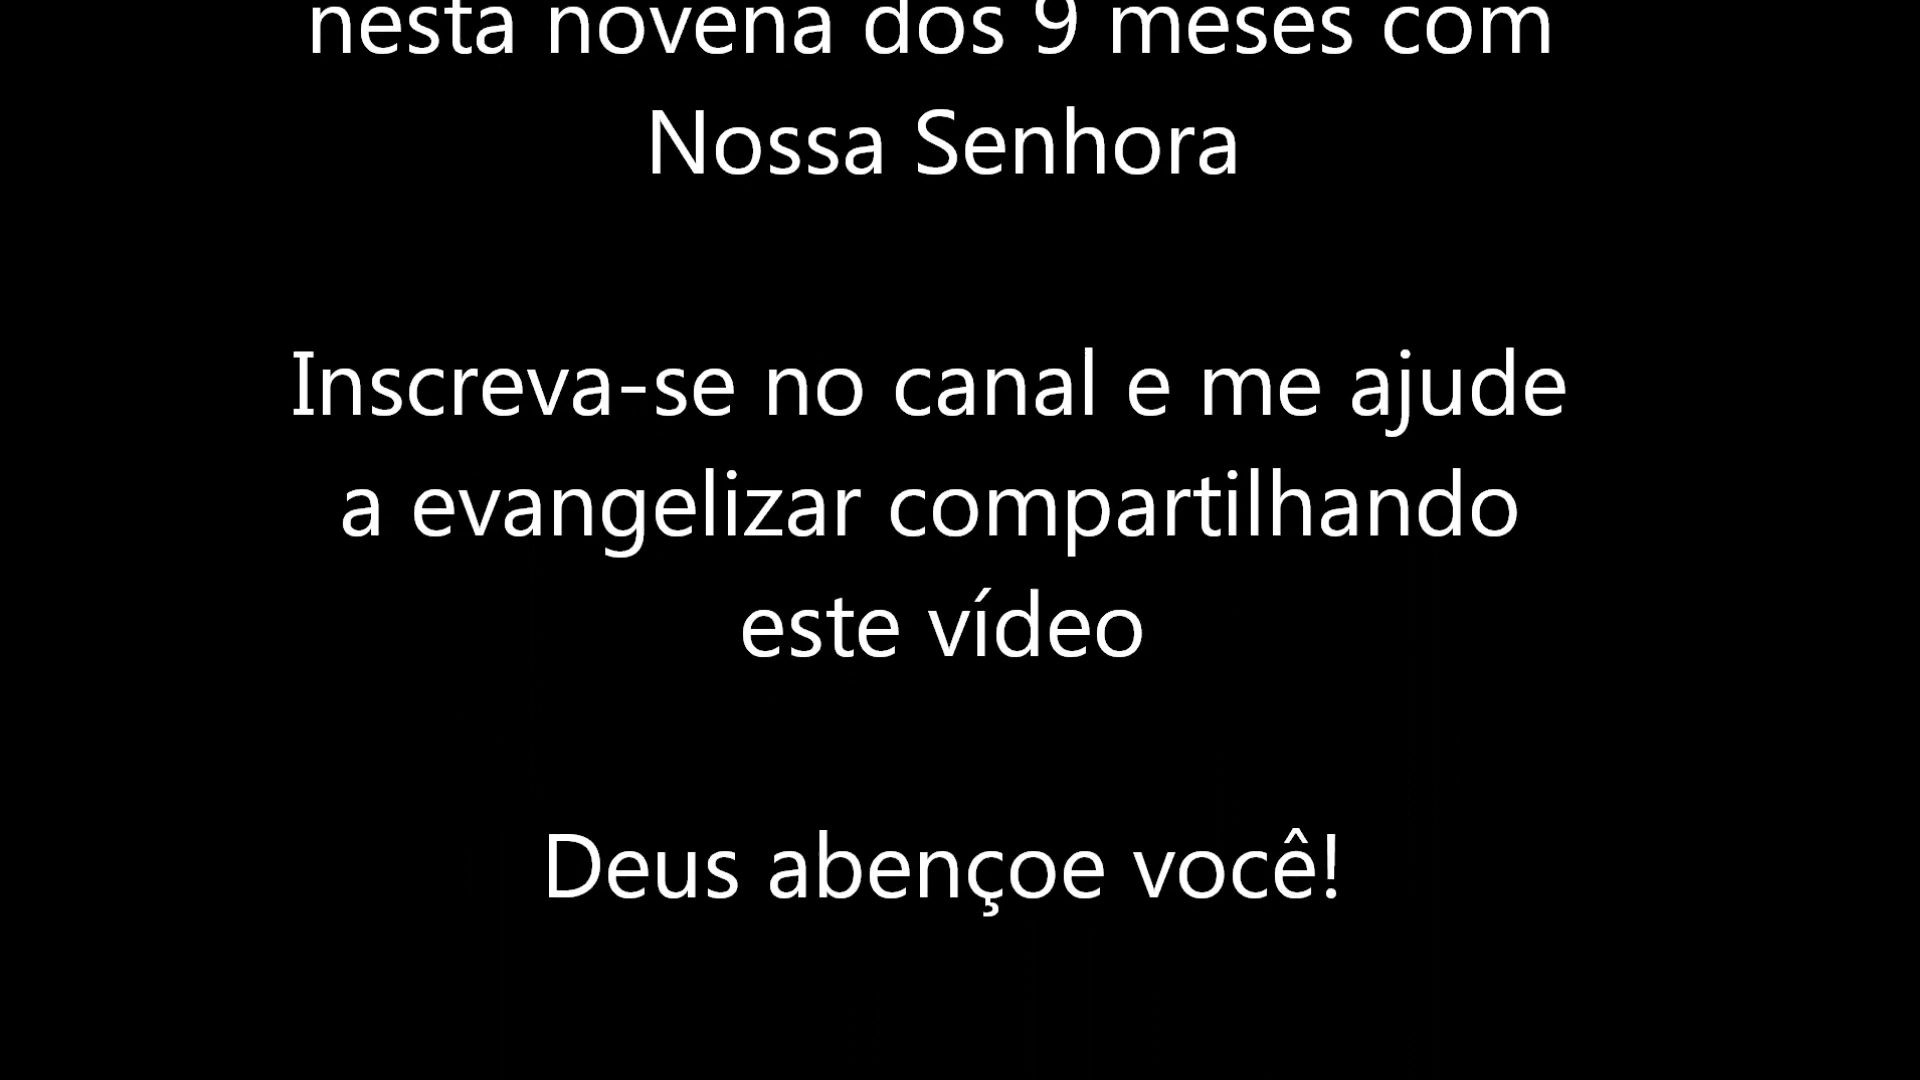 nesta novena dos 9 meses com
Nossa Senhora
Inscreva-se no canal e me ajude
a evangelizar compartilhando
este vídeo
Deus abençoe você!